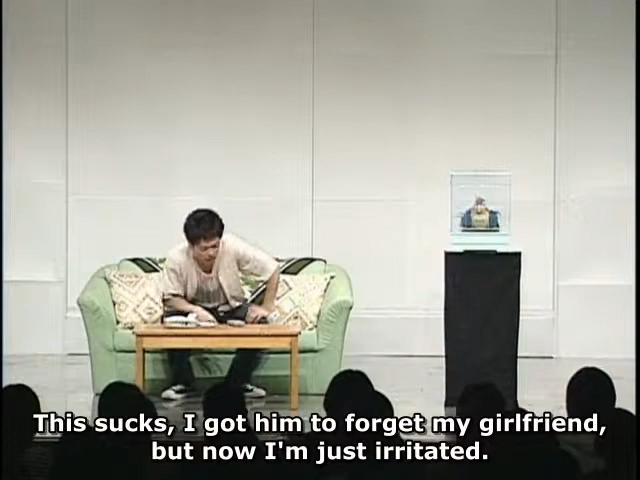 This sucks, I got him to forget my girlfriend,
but now I'm just irritated.